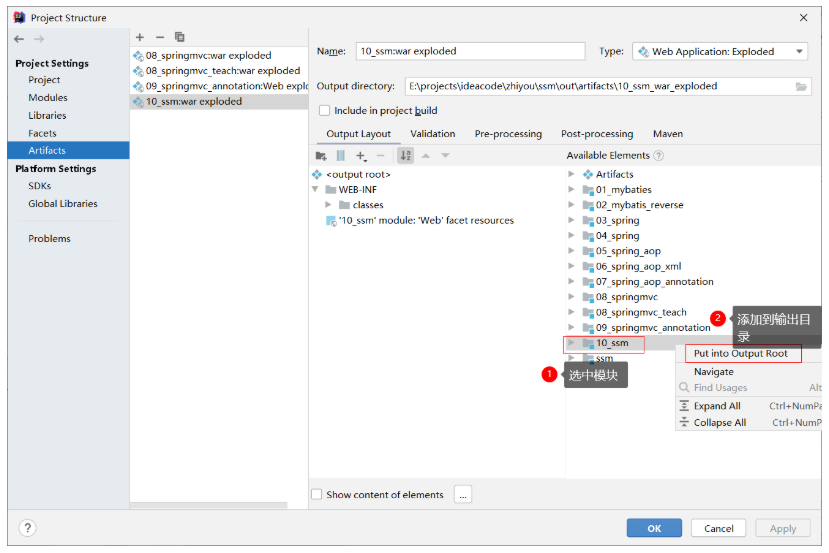 Project Structure
Project Settings
Project
Modules
Libraries
Facets
Artifacts
Platform Settings
SDKs
Global Libraries
Problems
08_springmvc:war exploded
08_springmvc_teach:war exploded
09_springmvc_annotation:Web explo
10_ssm:war exploded
Name: 10_ssm:war exploded Type: Web Application: Exploded
Output directory: E:\projects\ideacode\zhiyou\ssm\out\artifacts\10_ssm_war_exploded
Include in project build
Output Layout Validation Pre-processing Post-processing Maven
Available Elements ?
<output root>
WEB-INF
classes
'10_ssm' module: 'Web' facet resources
Artifacts
01_mybaties
02_mybatis_reverse
03_spring
04_spring
05_spring_aop
06_spring_aop_xml
07_spring_aop_annotation
08_springmvc
08_springmvc_teach
09_springmvc_annotation
10_ssm
ssm
1 选中模块
2 添加到输出目
录
Put into Output Root
Navigate
Find Usages Alt
Expand All Ctrl+NumPa
Collapse All Ctrl+NumP
Show content of elements ...
? OK Cancel Apply